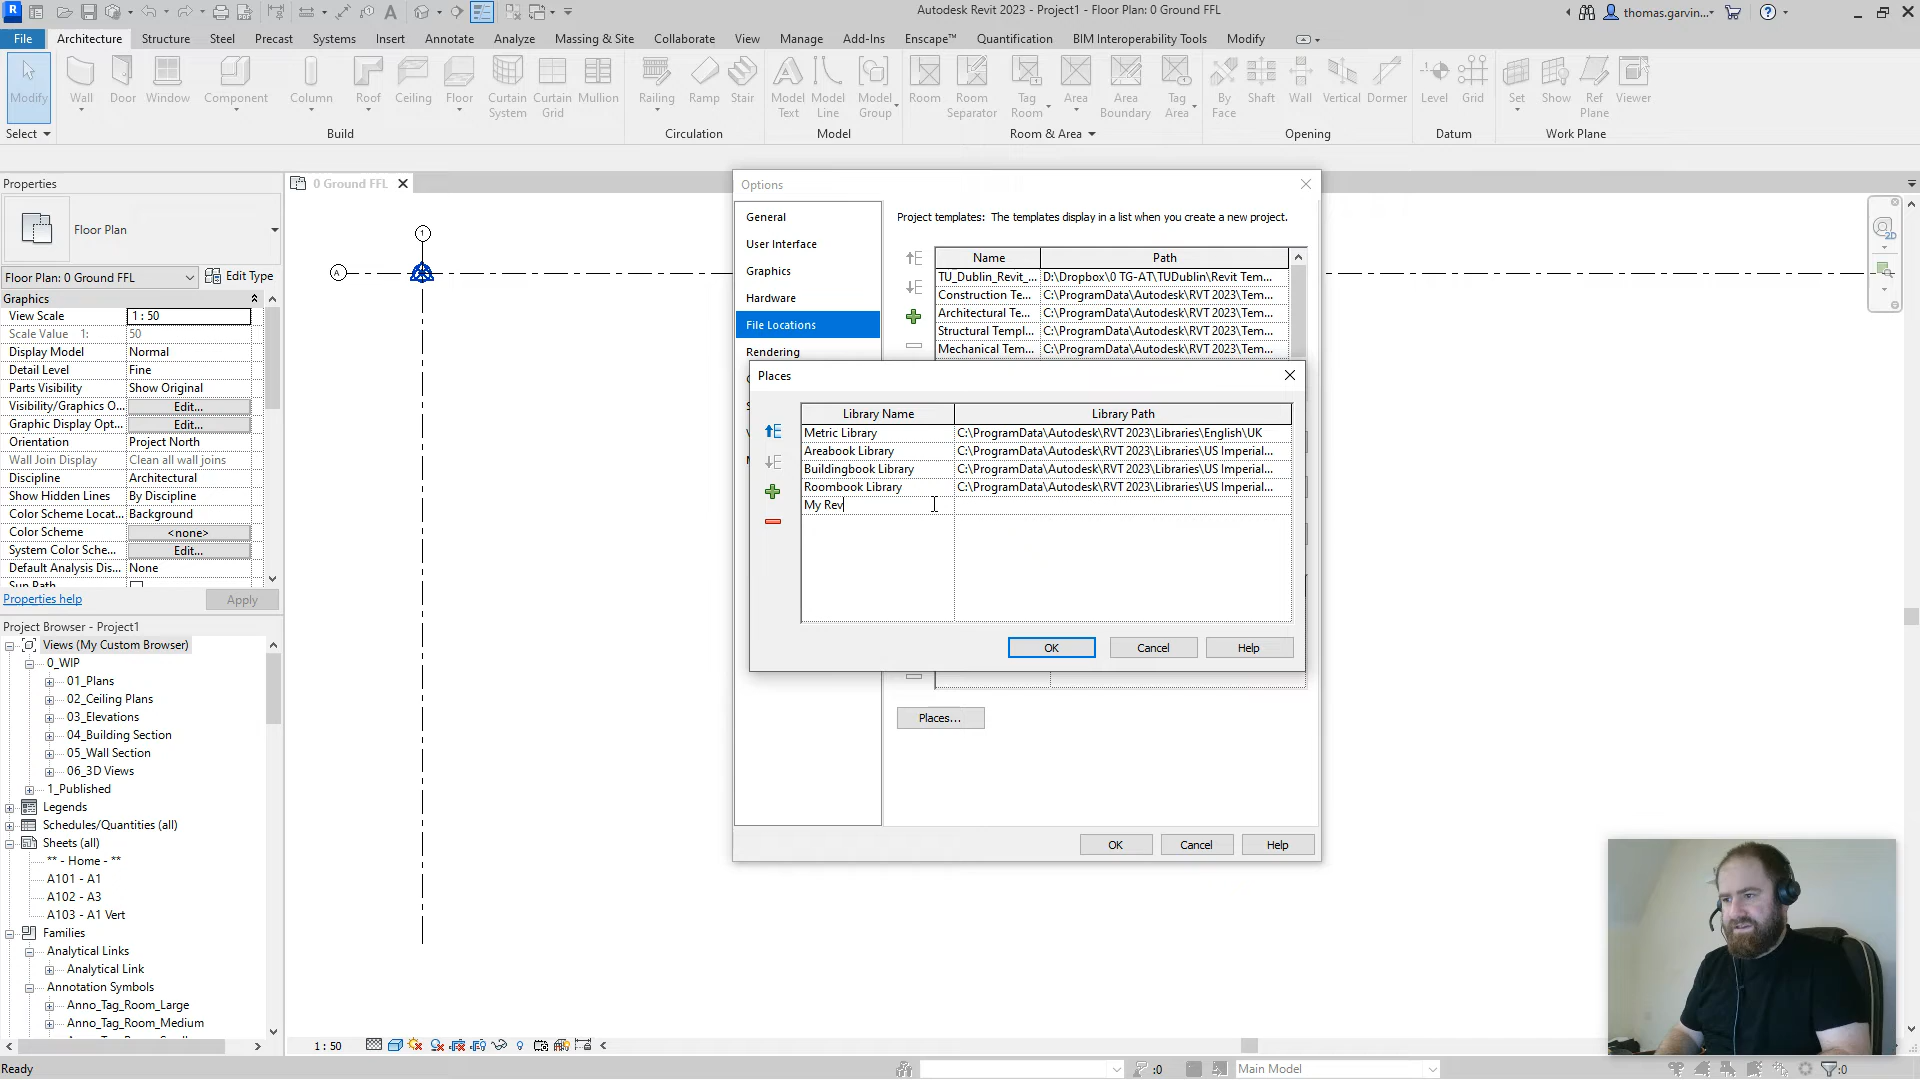 Autodesk Revit 2023 - Project1 - Floor Plan: 0 Ground FFL
thomas.garvin...
File Architecture Structure Steel Precast Systems Insert Annotate Analyze Massing & Site Collaborate View Manage Add-Ins Enscape™ Quantification BIM Interoperability Tools Modify
Modify Wall Door Window Component Column Roof Ceiling Floor Curtain System Curtain Grid Mullion Railing Ramp Stair Model Text Model Line Model Group Room Room Separator Tag Room Area Area Boundary Tag Area By Face Shaft Wall Vertical Dormer Level Grid Set Show Ref Plane Viewer
Select Build Circulation Model Room & Area Opening Datum Work Plane
Properties
0 Ground FFL
Floor Plan
Floor Plan: 0 Ground FFL
Edit Type
Graphics
View Scale 1 : 50
Scale Value 1: 50
Display Model Normal
Detail Level Fine
Parts Visibility Show Original
Visibility/Graphics O... Edit...
Graphic Display Opt... Edit...
Orientation Project North
Wall Join Display Clean all wall joins
Discipline Architectural
Show Hidden Lines By Discipline
Color Scheme Locat... Background
Color Scheme <none>
System Color Sche... Edit...
Default Analysis Dis... None
Sun Path
Properties help
Apply
Project Browser - Project1
Views (My Custom Browser)
0_WIP
01_Plans
02_Ceiling Plans
03_Elevations
04_Building Section
05_Wall Section
06_3D Views
1_Published
Legends
Schedules/Quantities (all)
Sheets (all)
** - Home - **
A101 - A1
A102 - A3
A103 - A1 Vert
Families
Analytical Links
Analytical Link
Annotation Symbols
Anno_Tag_Room_Large
Anno_Tag_Room_Medium
1
A
Options
General
User Interface
Graphics
Hardware
File Locations
Rendering
Project templates: The templates display in a list when you create a new project.
Name Path
TU_Dublin_Revit_... D:\Dropbox\0 TG-AT\TUDublin\Revit Tem...
Construction Te... C:\ProgramData\Autodesk\RVT 2023\Tem...
Architectural Te... C:\ProgramData\Autodesk\RVT 2023\Tem...
Structural Templ... C:\ProgramData\Autodesk\RVT 2023\Tem...
Mechanical Tem... C:\ProgramData\Autodesk\RVT 2023\Tem...
Places
Library Name Library Path
Metric Library C:\ProgramData\Autodesk\RVT 2023\Libraries\English\UK
Areabook Library C:\ProgramData\Autodesk\RVT 2023\Libraries\US Imperial...
Buildingbook Library C:\ProgramData\Autodesk\RVT 2023\Libraries\US Imperial...
Roombook Library C:\ProgramData\Autodesk\RVT 2023\Libraries\US Imperial...
My Rev
OK Cancel Help
Places...
OK Cancel Help
2D
1 : 50
Ready
:0
Main Model
:0